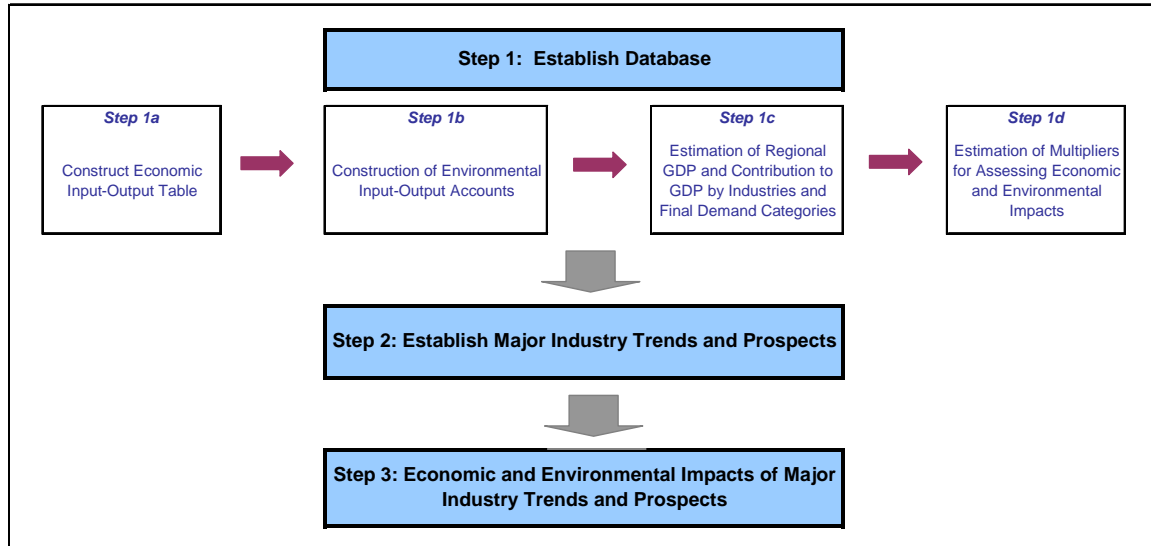 Step 1: Establish Database
Step 1a
Construct Economic
Input-Output Table
Step 1b
Construction of Environmental
Input-Output Accounts
Step 1c
Estimation of Regional
GDP and Contribution to
GDP by Industries and
Final Demand Categories
Step 1d
Estimation of Multipliers
for Assessing Economic
and Environmental
Impacts
Step 2: Establish Major Industry Trends and Prospects
Step 3: Economic and Environmental Impacts of Major
Industry Trends and Prospects